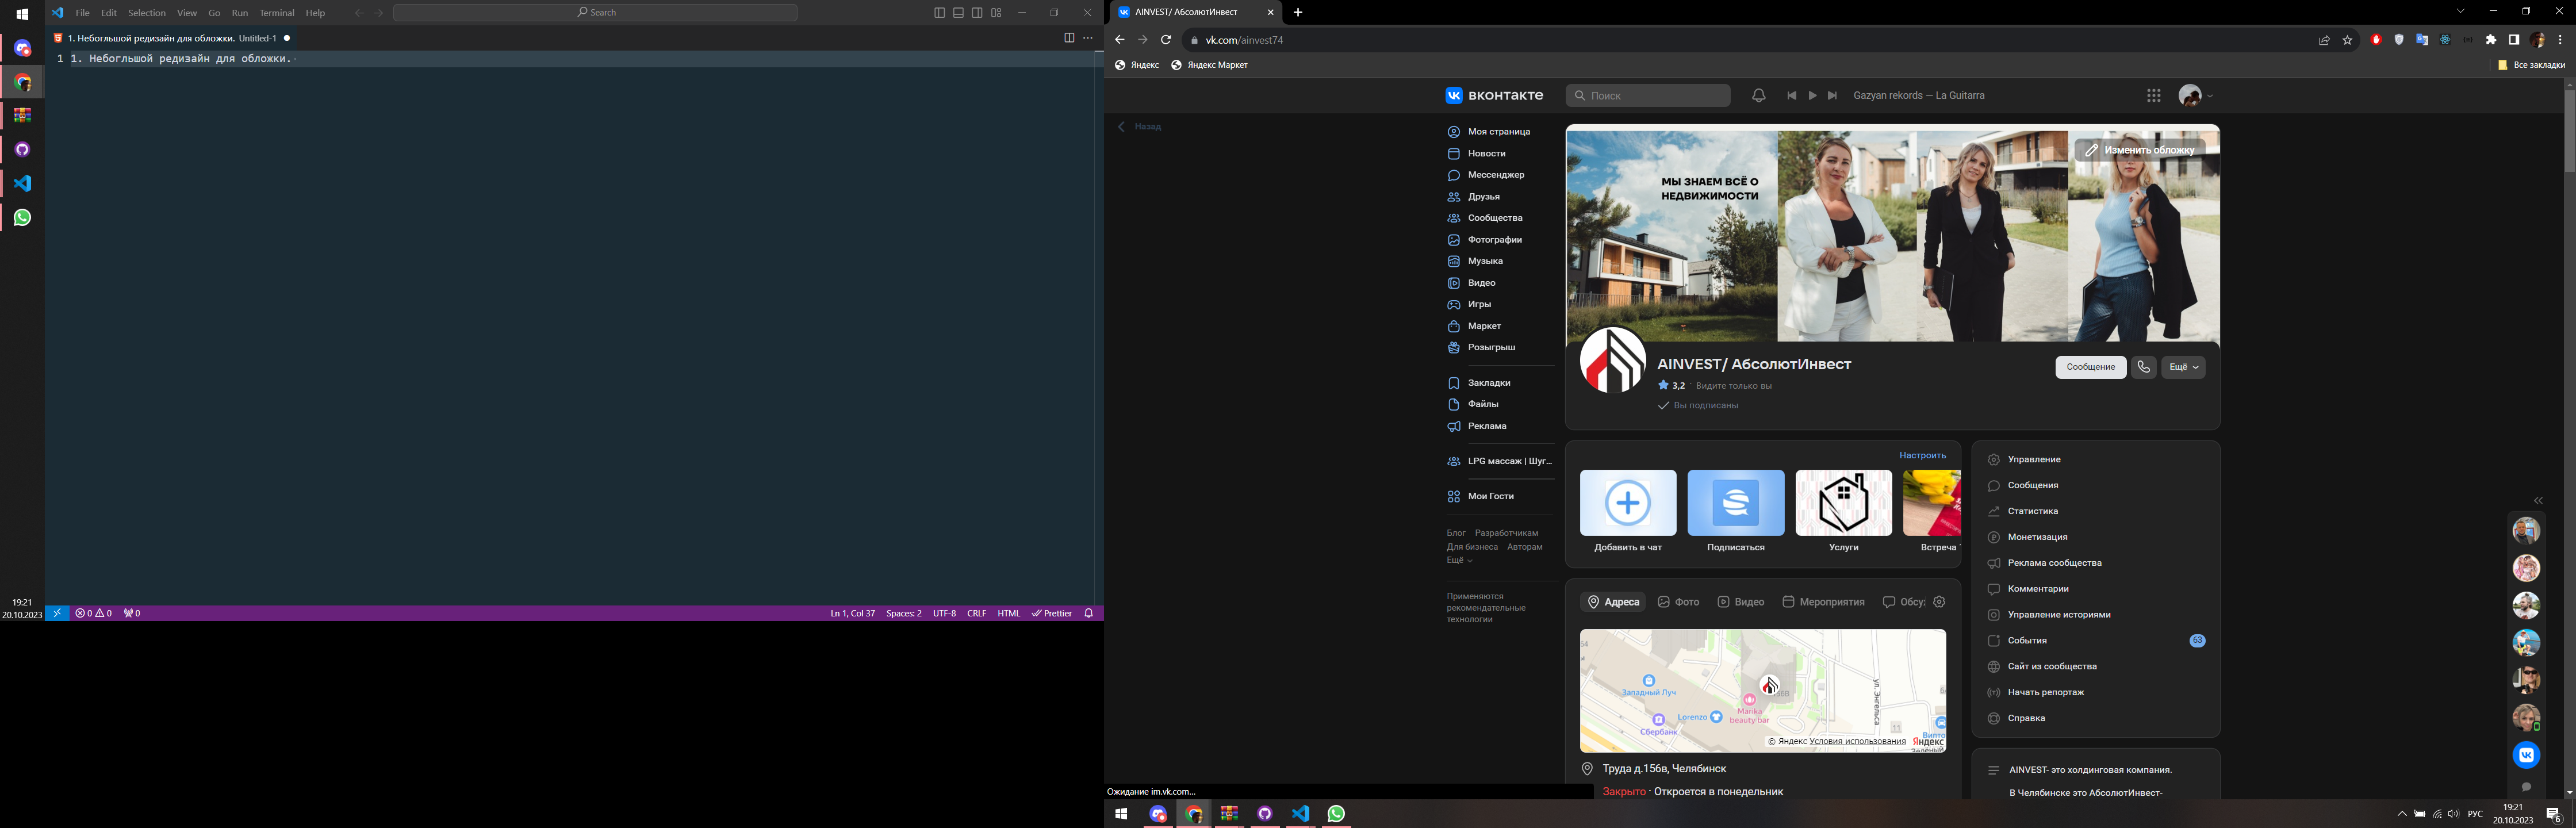 File Edit Selection View Go Run Terminal Help
Search
1. Небогльшой редизайн для обложки. Untitled-1
1 1. Небогльшой редизайн для обложки.
19:21
20.10.2023
0 0 0
Ln 1, Col 37 Spaces: 2 UTF-8 CRLF HTML Prettier
AINVEST/ АбсолютИнвест
vk.com/ainvest74
Яндекс Яндекс Маркет
Все закладки
вконтакте
Поиск
Gazyan rekords — La Guitarra
Назад
Моя страница
Новости
Мессенджер
Друзья
Сообщества
Фотографии
Музыка
Видео
Игры
Маркет
Розыгрыш
Закладки
Файлы
Реклама
LPG массаж | Шуг...
Мои Гости
Блог Разработчикам
Для бизнеса Авторам
Ещё
Применяются
рекомендательные
технологии
Изменить обложку
МЫ ЗНАЕМ ВСЁ О
НЕДВИЖИМОСТИ
AINVEST/ АбсолютИнвест
3,2 · Видите только вы
Вы подписаны
Сообщение
Ещё
Настроить
Добавить в чат
Подписаться
Услуги
Встреча
Адреса Фото Видео Мероприятия Обсу
64
Западный Луч
Lorenzo
Marika
beauty bar
Сбербанк
ул. Энгельса
11
© Яндекс Условия использования Яндекс
Труда д.156в, Челябинск
Закрыто · Откроется в понедельник
Управление
Сообщения
Статистика
Монетизация
Реклама сообщества
Комментарии
Управление историями
События 63
Сайт из сообщества
Начать репортаж
Справка
AINVEST- это холдинговая компания.
В Челябинске это АбсолютИнвест-
Ожидание im.vk.com...
РУС
19:21
20.10.2023
6